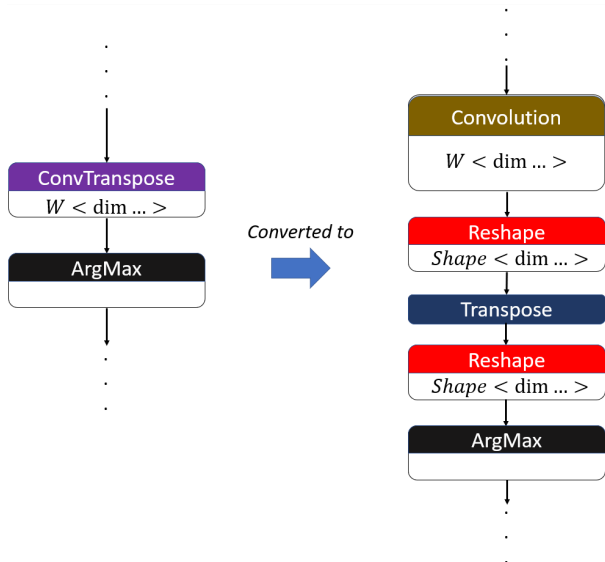 ConvTranspose
W < dim ... >
ArgMax
Converted to
Convolution
W < dim ... >
Reshape
Shape < dim ... >
Transpose
Reshape
Shape < dim ... >
ArgMax